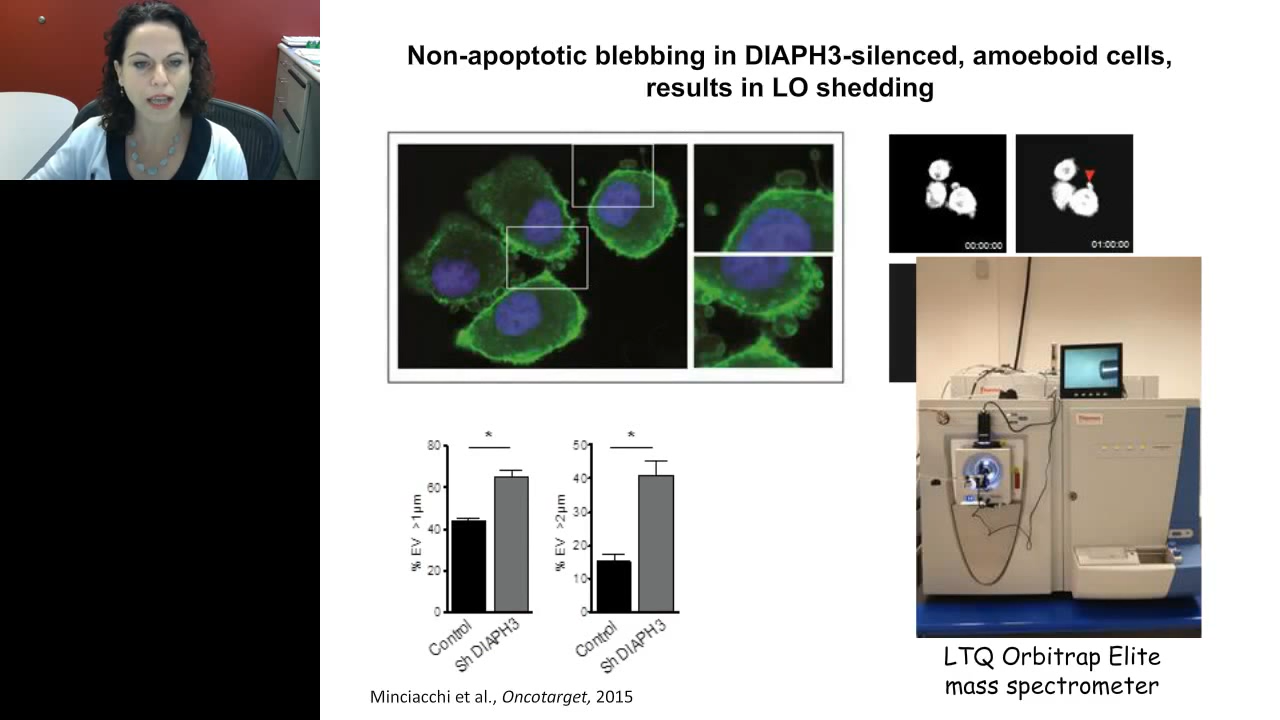 Non-apoptotic blebbing in DIAPH3-silenced, amoeboid cells,
results in LO shedding
00:00:00
01:00:00
80
60
40
20
0
% EV >1µm
Control
Sh DIAPH3
*
50
40
30
20
10
0
% EV >2µm
Control
Sh DIAPH3
*
LTQ Orbitrap Elite
mass spectrometer
Minciacchi et al., Oncotarget, 2015